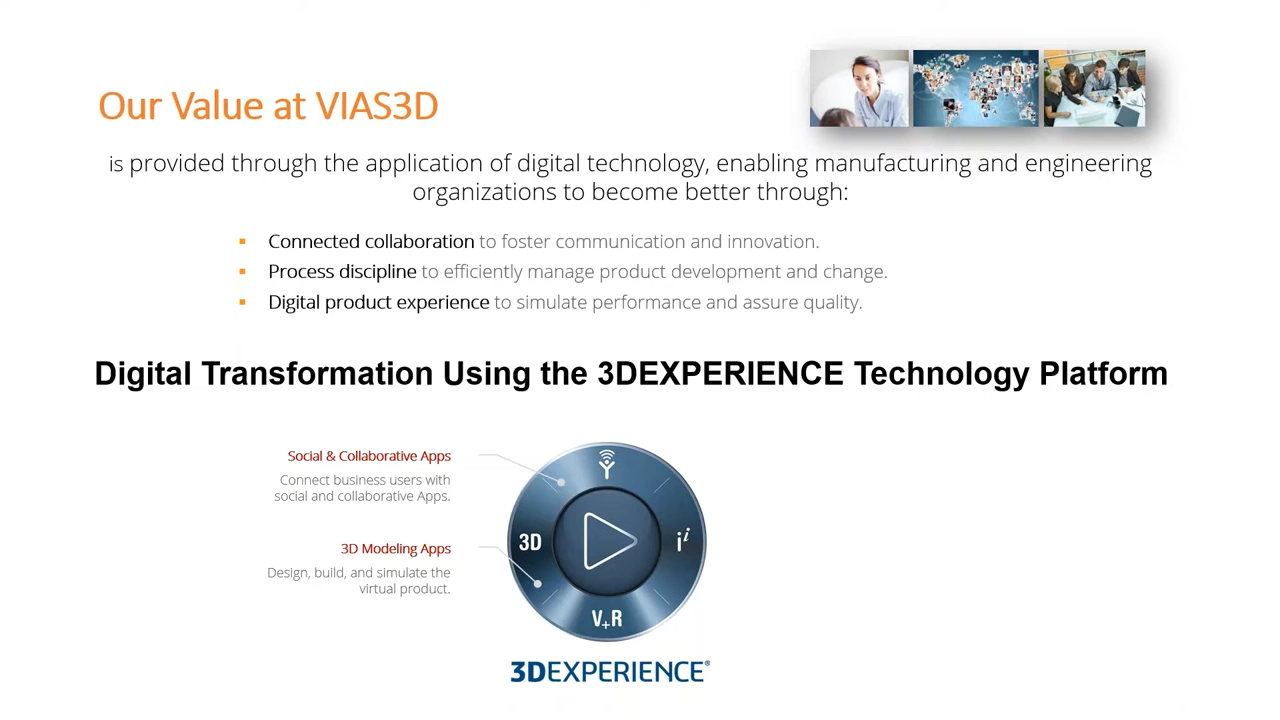 Our Value at VIAS3D
is provided through the application of digital technology, enabling manufacturing and engineering
organizations to become better through:
▪ Connected collaboration to foster communication and innovation.
▪ Process discipline to efficiently manage product development and change.
▪ Digital product experience to simulate performance and assure quality.
Digital Transformation Using the 3DEXPERIENCE Technology Platform
Social & Collaborative Apps
Connect business users with
social and collaborative Apps.
3D Modeling Apps
Design, build, and simulate the
virtual product.
3D
i i
V+R
3DEXPERIENCE®